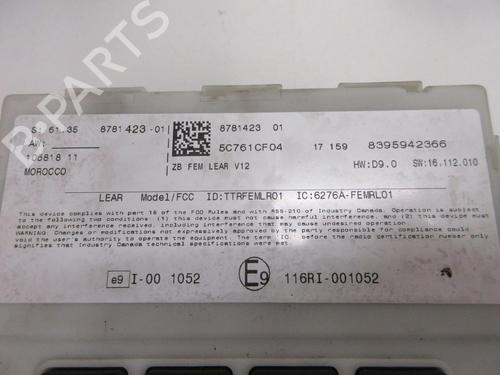 B-PARTS
S: 61.35 8781423-01
AW:
106818 11
MOROCCO
8781423 01
5C761CF04
ZB FEM LEAR V12
17 159 8395942366
HW:D9.0 SW:16.112.010
LEAR Model/FCC ID:TTRFEMLR01 IC:6276A-FEMRL01
This device complies with part 15 of the FCC Rules and with RSS-210 of Industry Canada. Operation is subject to
the following two conditions: (1) this device may not cause harmful interference, and (2) this device must
accept any interference received, including interference that may cause undesired operation.
WARNING: Changes or modifications not expressively approved by the party responsible for compliance could
void the user's authority to operate the equipment. The term "IC:" before the radio certification number only
signifies that Industry Canada technical specifications were met.
e9 I-00 1052
E9 116RI-001052